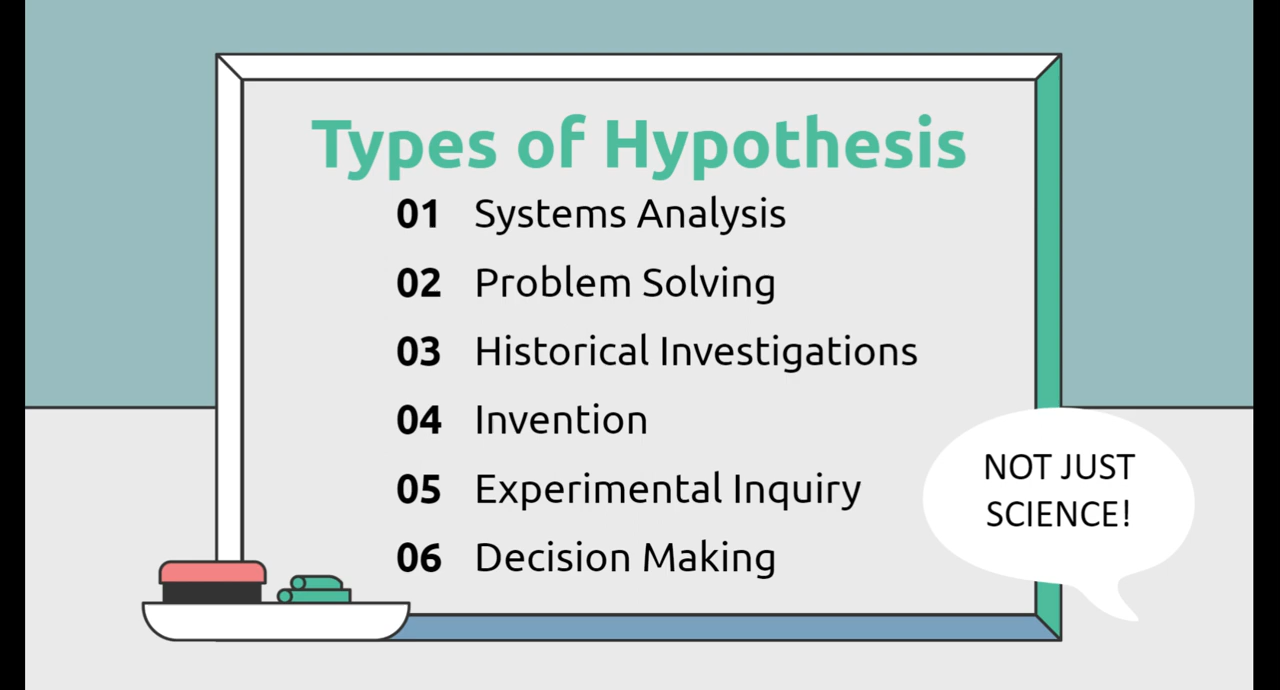 Types of Hypothesis
01 Systems Analysis
02 Problem Solving
03 Historical Investigations
04 Invention
05 Experimental Inquiry
06 Decision Making
NOT JUST
SCIENCE!